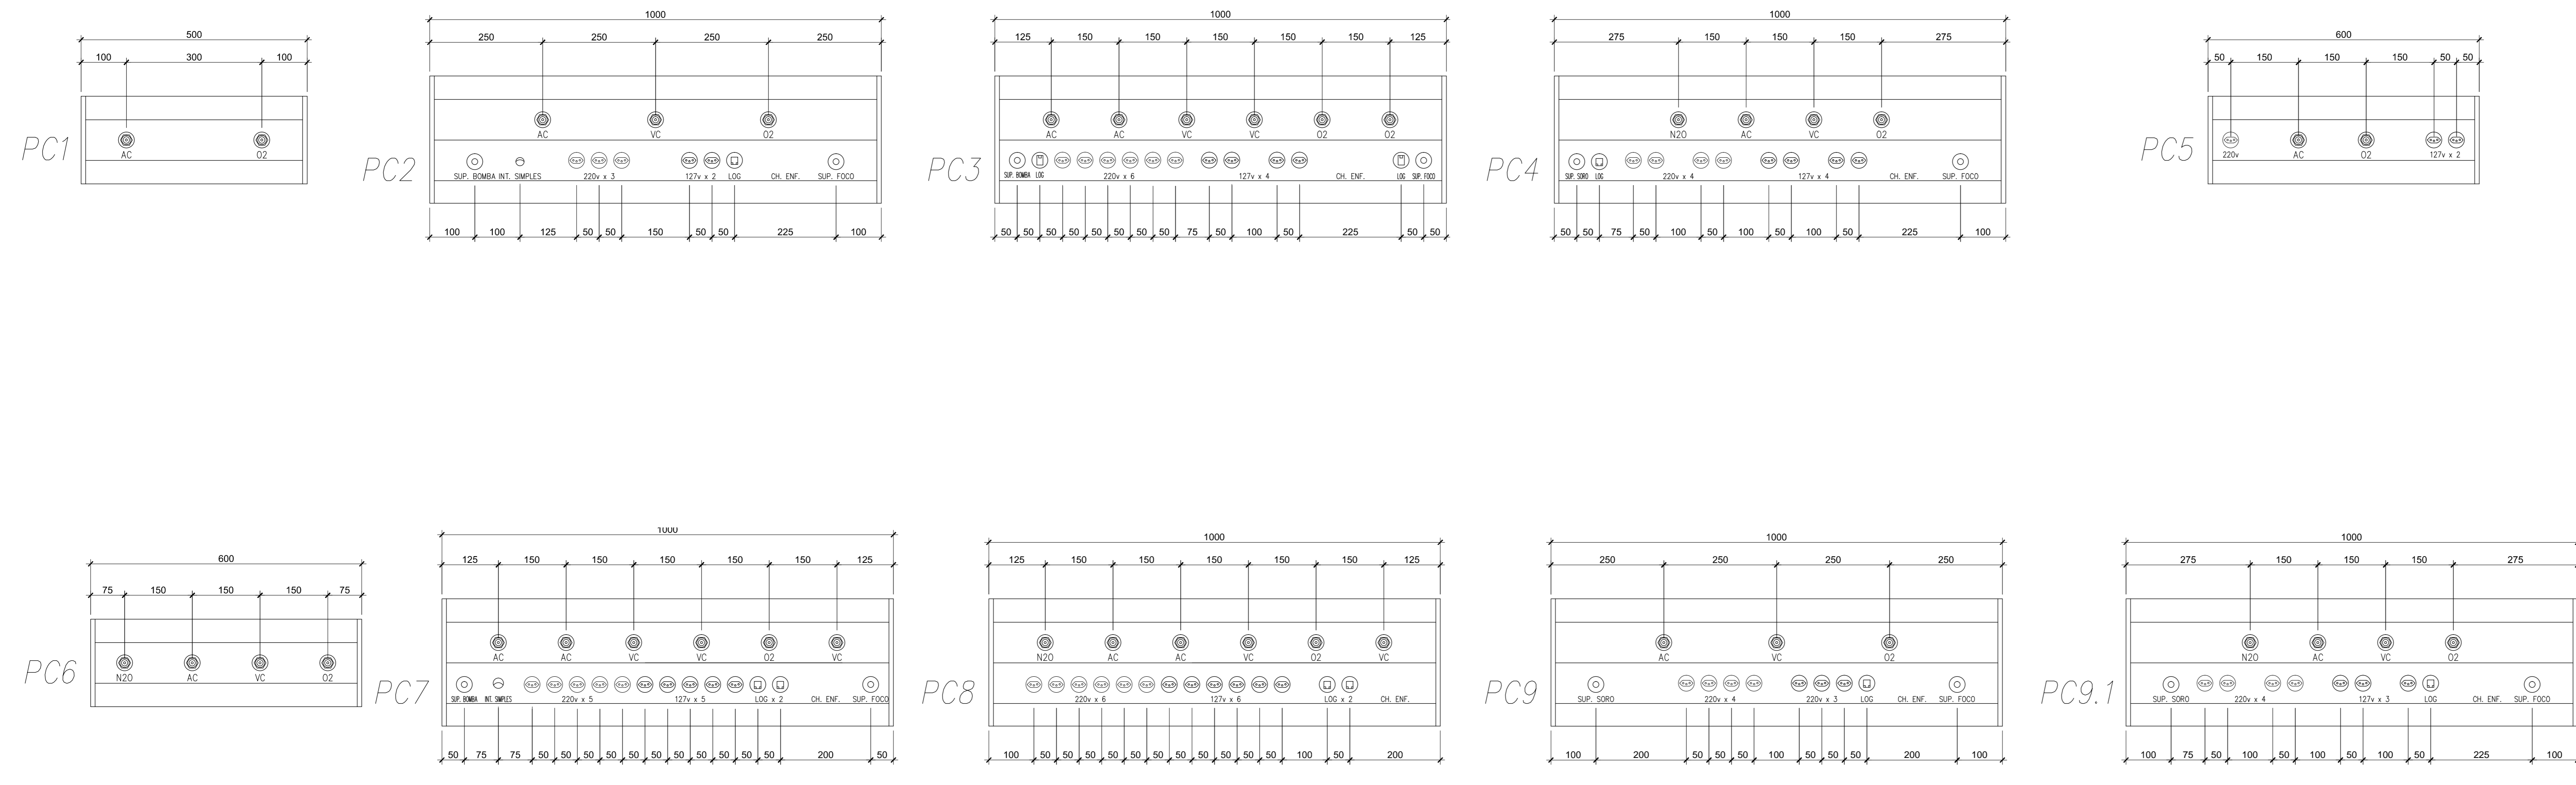 PC1
500
100 300 100
AC O2
PC2
1000
250 250 250 250
AC VC O2
SUP. BOMBA INT. SIMPLES 220v x 3 127v x 2 LOG CH. ENF. SUP. FOCO
100 100 125 50 50 150 50 50 225 100
PC3
1000
125 150 150 150 150 150 125
AC AC VC VC O2 O2
SUP. BOMBA LOG 220v x 6 127v x 4 CH. ENF. LOG SUP. FOCO
50 50 50 50 50 50 50 50 75 50 100 50 225 50 50
PC4
1000
275 150 150 150 275
N2O AC VC O2
SUP. SORO LOG 220v x 4 127v x 4 CH. ENF. SUP. FOCO
50 50 75 50 100 50 100 50 100 50 225 100
PC5
600
50 150 150 150 50 50
220v AC O2 127v x 2
PC6
600
75 150 150 150 75
N2O AC VC O2
PC7
1000
125 150 150 150 150 150 125
AC AC VC VC O2 VC
SUP. BOMBA INT. SIMPLES 220v x 5 127v x 5 LOG x 2 CH. ENF. SUP. FOCO
50 75 75 50 50 50 50 50 50 50 50 50 50 50 200 50
PC8
1000
125 150 150 150 150 150 125
N2O AC AC VC O2 VC
220v x 6 127v x 6 LOG x 2 CH. ENF.
100 50 50 50 50 50 50 50 50 50 50 50 100 50 200
PC9
1000
250 250 250 250
AC VC O2
SUP. SORO 220v x 4 220v x 3 LOG CH. ENF. SUP. FOCO
100 200 50 50 50 100 50 50 50 200 100
PC9.1
1000
275 150 150 150 275
N2O AC VC O2
SUP. SORO 220v x 4 127v x 3 LOG CH. ENF. SUP. FOCO
100 75 50 100 50 100 50 100 50 225 100